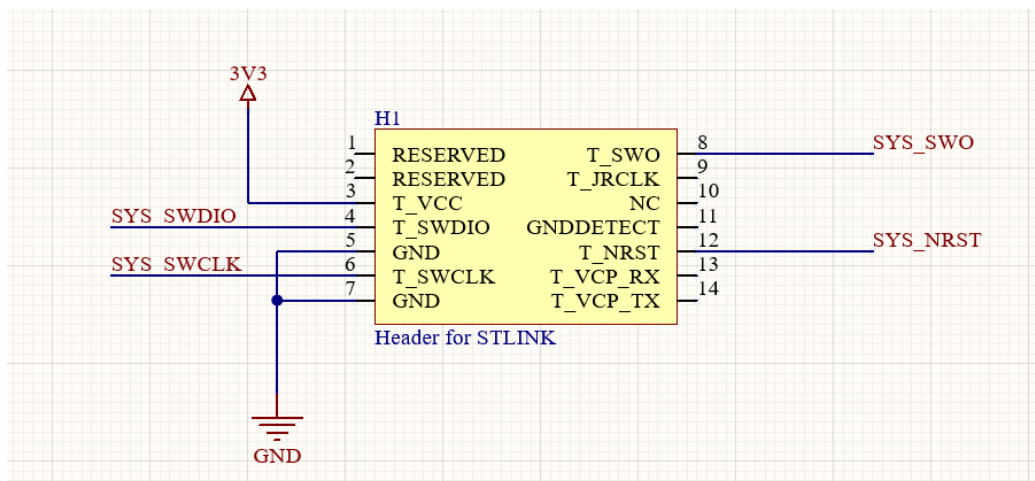 3V3
H1
1 RESERVED T_SWO 8 SYS_SWO
2 RESERVED T_JRCLK 9
3 T_VCC NC 10
SYS_SWDIO 4 T_SWDIO GNDDETECT 11
5 GND T_NRST 12 SYS_NRST
SYS_SWCLK 6 T_SWCLK T_VCP_RX 13
7 GND T_VCP_TX 14
Header for STLINK
GND